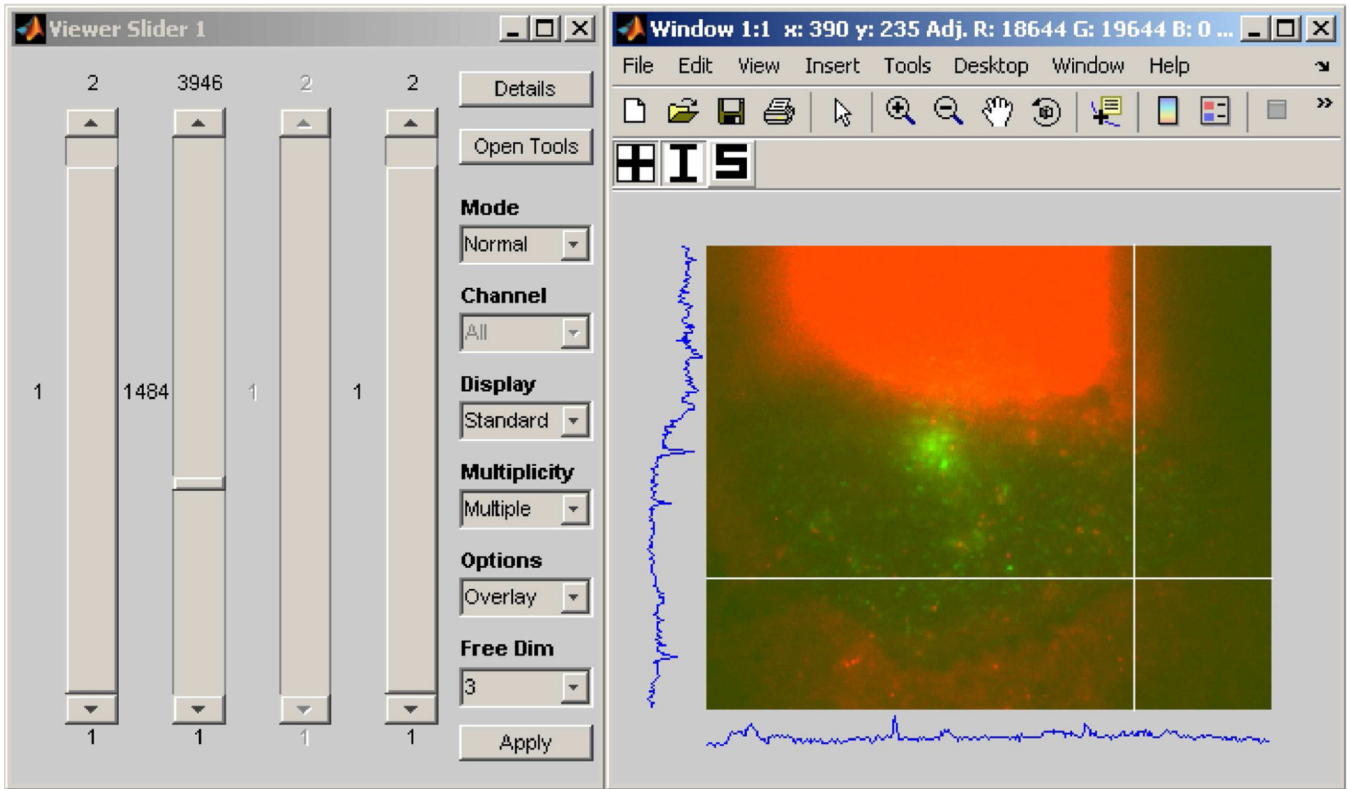 Viewer Slider 1
2 3946 2 2
Details
Open Tools
Mode
Normal
Channel
All
Display
Standard
1 1484 1 1
Multiplicity
Multiple
Options
Overlay
Free Dim
3
1 1 1 1
Apply
Window 1:1 x: 390 y: 235 Adj. R: 18644 G: 19644 B: 0 ...
File Edit View Insert Tools Desktop Window Help
I S